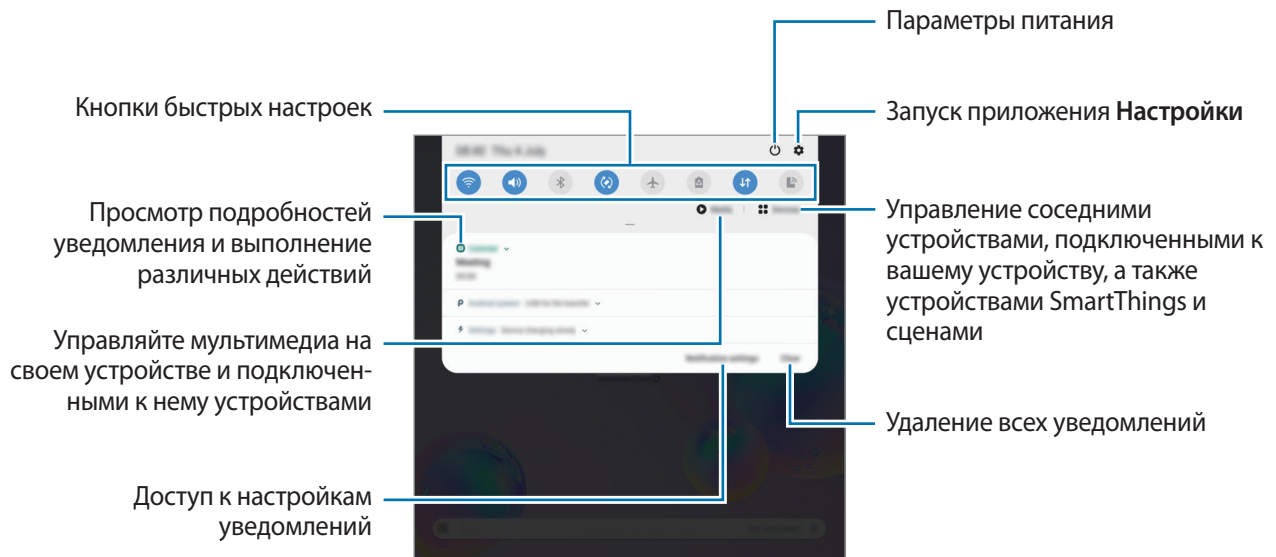 Параметры питания
Кнопки быстрых настроек
Запуск приложения Настройки
Просмотр подробностей
уведомления и выполнение
различных действий
Управление соседними
устройствами, подключенными к
вашему устройству, а также
устройствами SmartThings и
сценами
Управляйте мультимедиа на
своем устройстве и подключен-
ными к нему устройствами
Удаление всех уведомлений
Доступ к настройкам
уведомлений